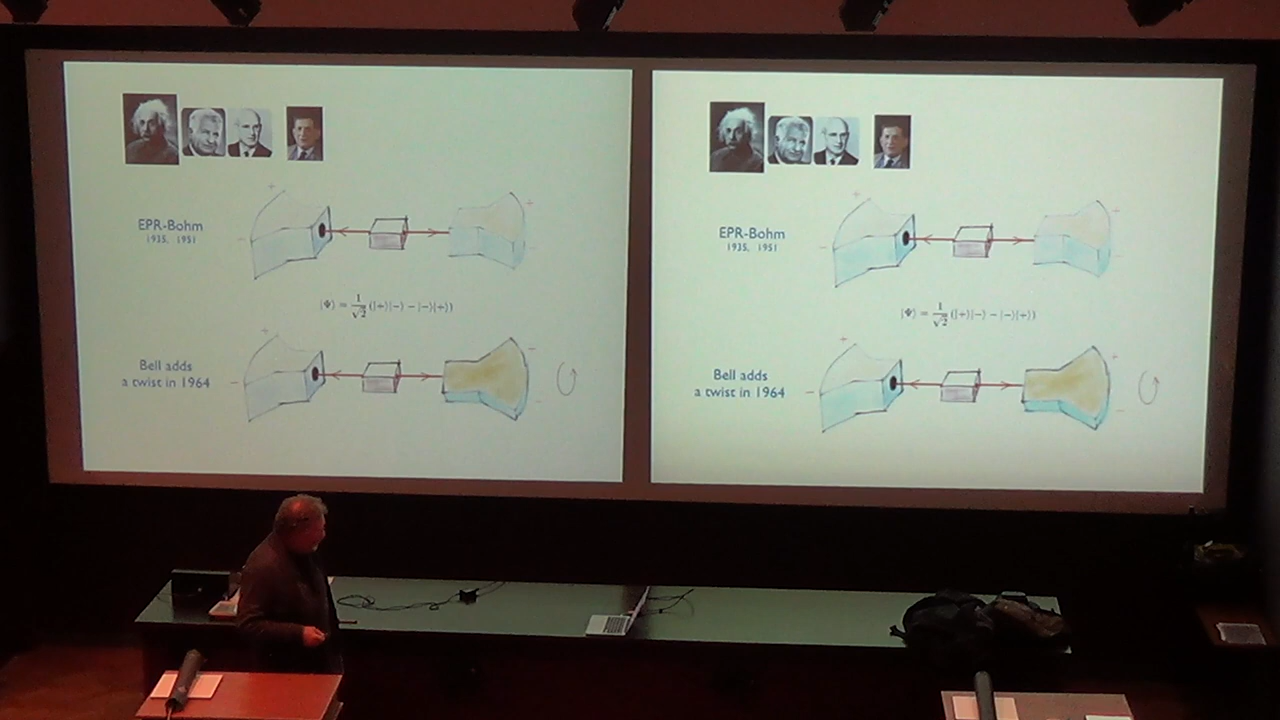 EPR-Bohm
1935, 1951
|Ψ⟩ = 1/√2 (|+⟩|−⟩ − |−⟩|+⟩)
Bell adds
a twist in 1964
EPR-Bohm
1935, 1951
|Ψ⟩ = 1/√2 (|+⟩|−⟩ − |−⟩|+⟩)
Bell adds
a twist in 1964